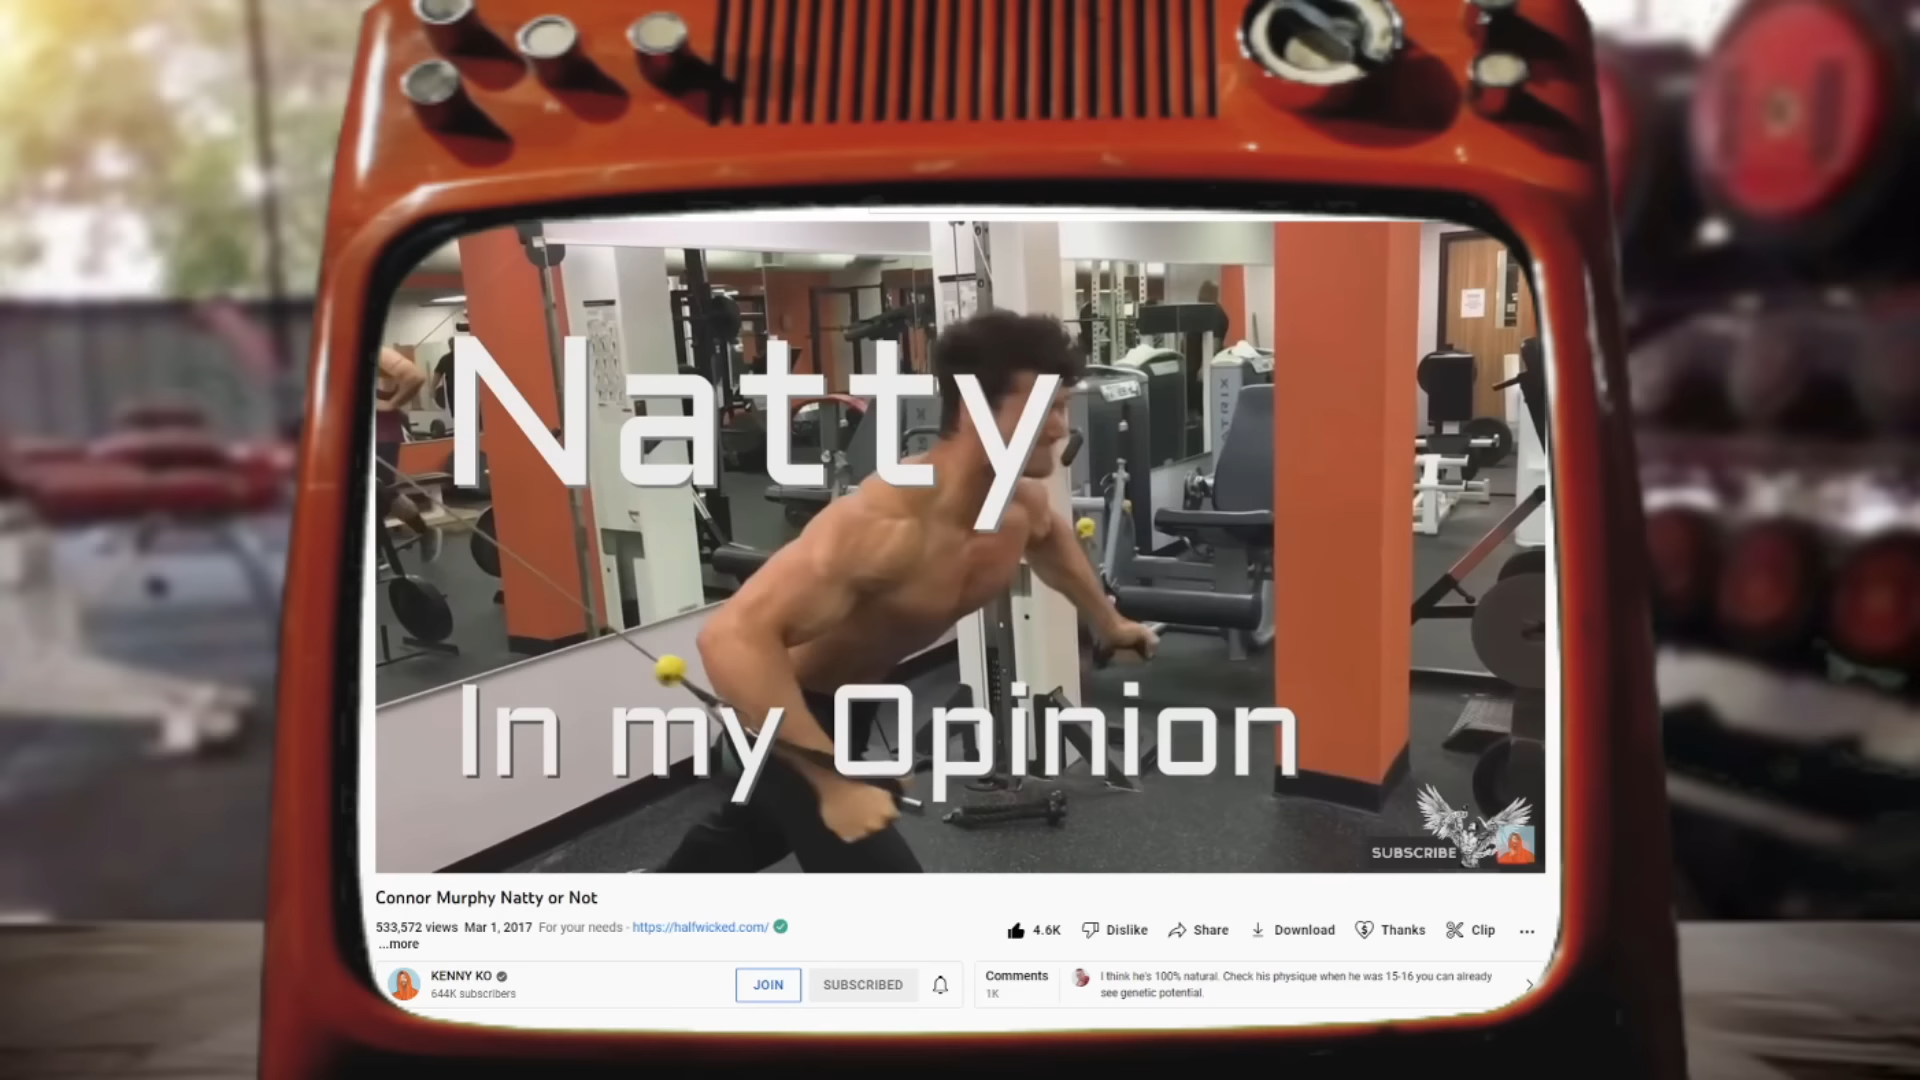 Natty
In my Opinion
MATRIX
SUBSCRIBE
Connor Murphy Natty or Not
533,572 views Mar 1, 2017 For your needs - https://halfwicked.com/
...more
4.6K Dislike Share Download Thanks Clip
KENNY KO
644K subscribers
JOIN
SUBSCRIBED
Comments
1K
I think he's 100% natural. Check his physique when he was 15-16 you can already
see genetic potential.